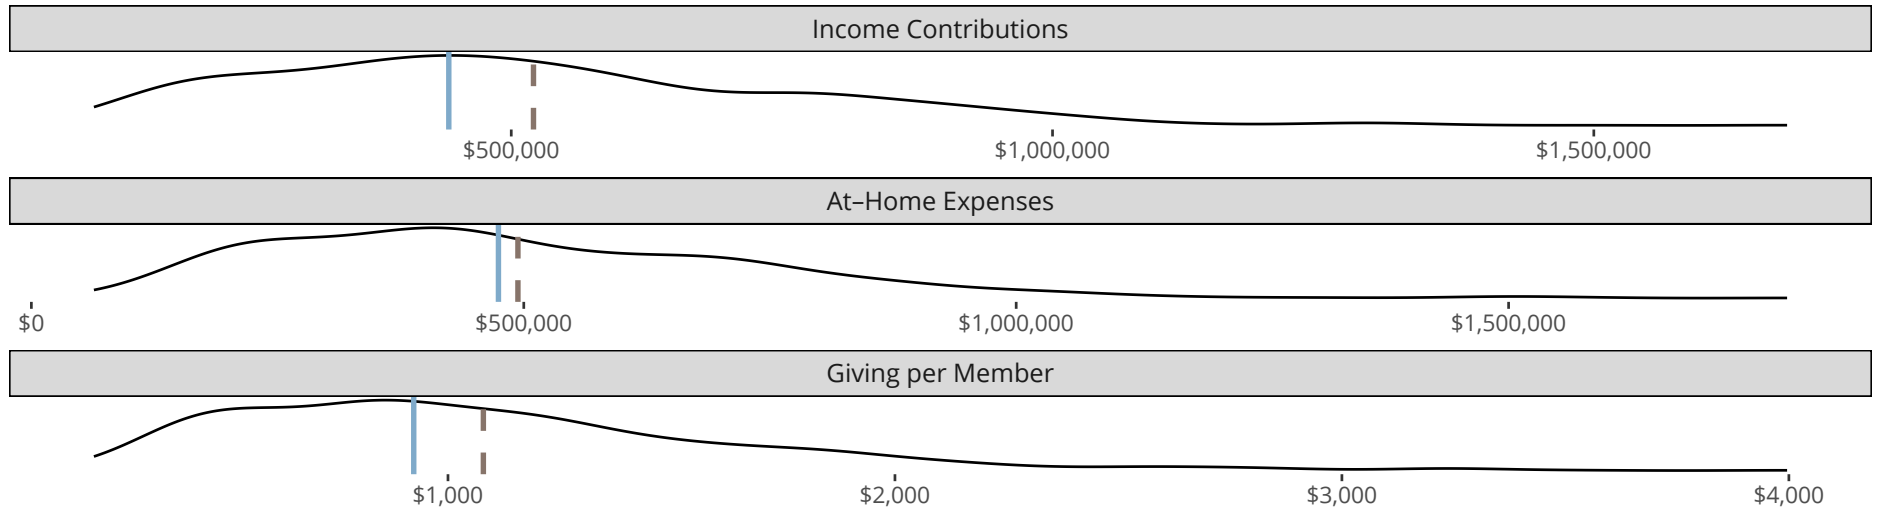 Income Contributions
$500,000 $1,000,000 $1,500,000
At–Home Expenses
$0 $500,000 $1,000,000 $1,500,000
Giving per Member
$1,000 $2,000 $3,000 $4,000